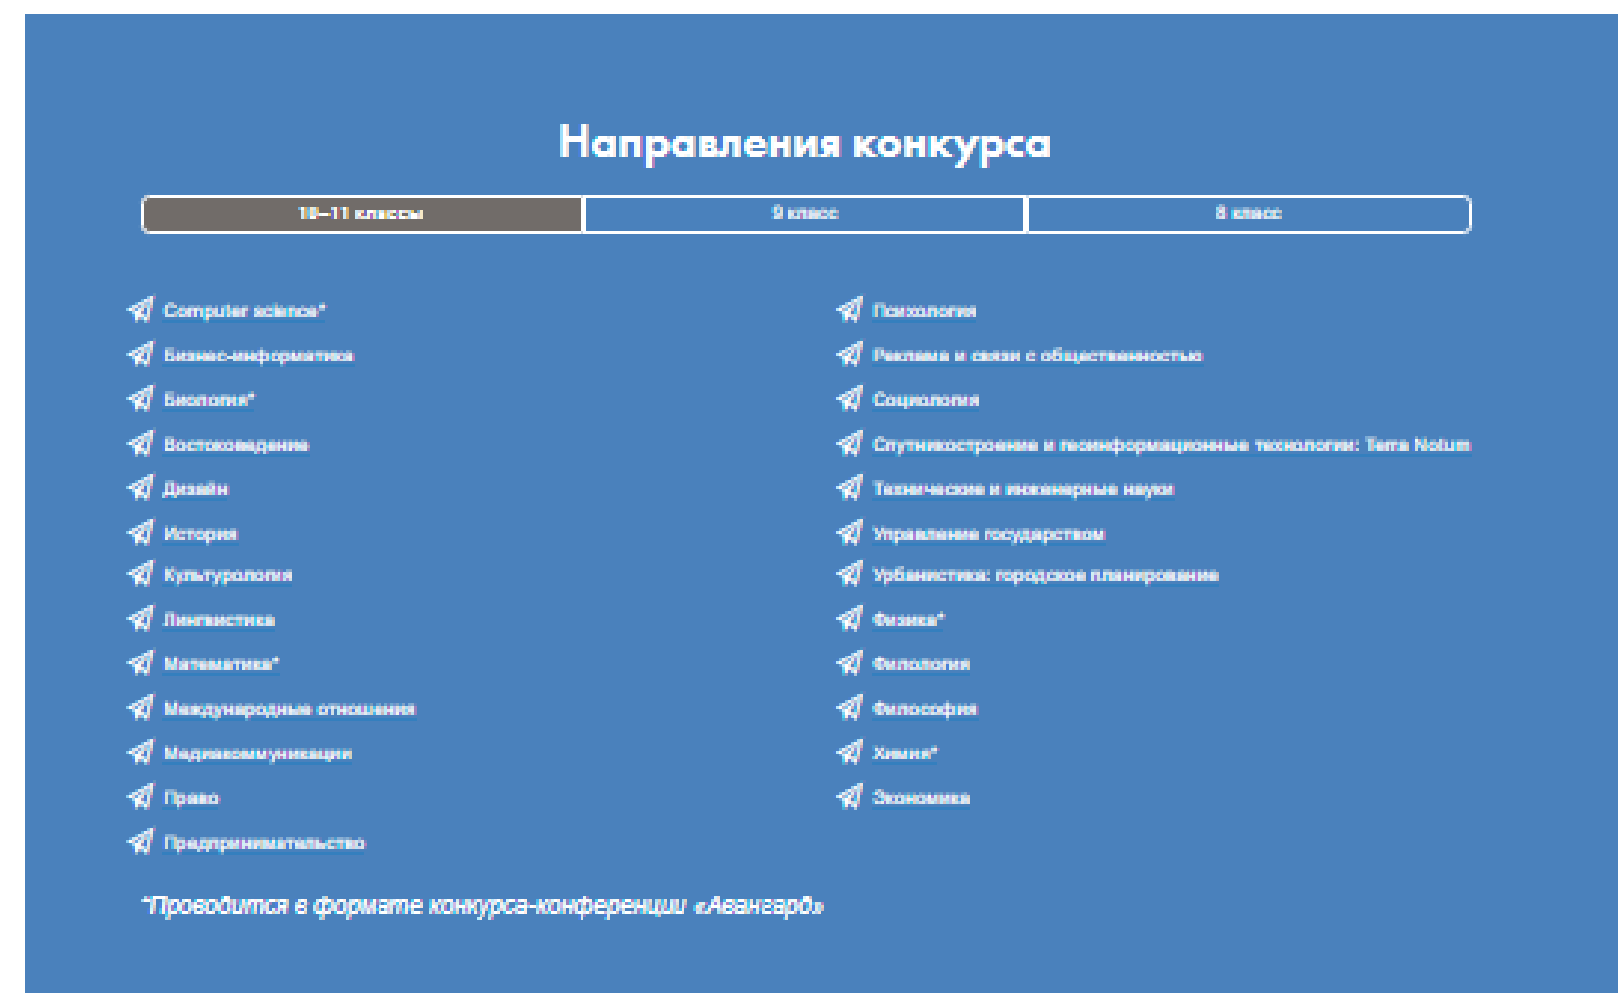 Направления конкурса
10–11 классы
9 класс
8 класс
Computer science*
Бизнес-информатика
Биология*
Востоковедение
Дизайн
История
Культурология
Лингвистика
Математика*
Международные отношения
Медиакоммуникации
Право
Предпринимательство
Психология
Реклама и связи с общественностью
Социология
Спутникостроение и геоинформационные технологии: Terra Notum
Технические и инженерные науки
Управление государством
Урбанистика: городское планирование
Физика*
Филология
Философия
Химия*
Экономика
*Проводится в формате конкурса-конференции «Авангард»